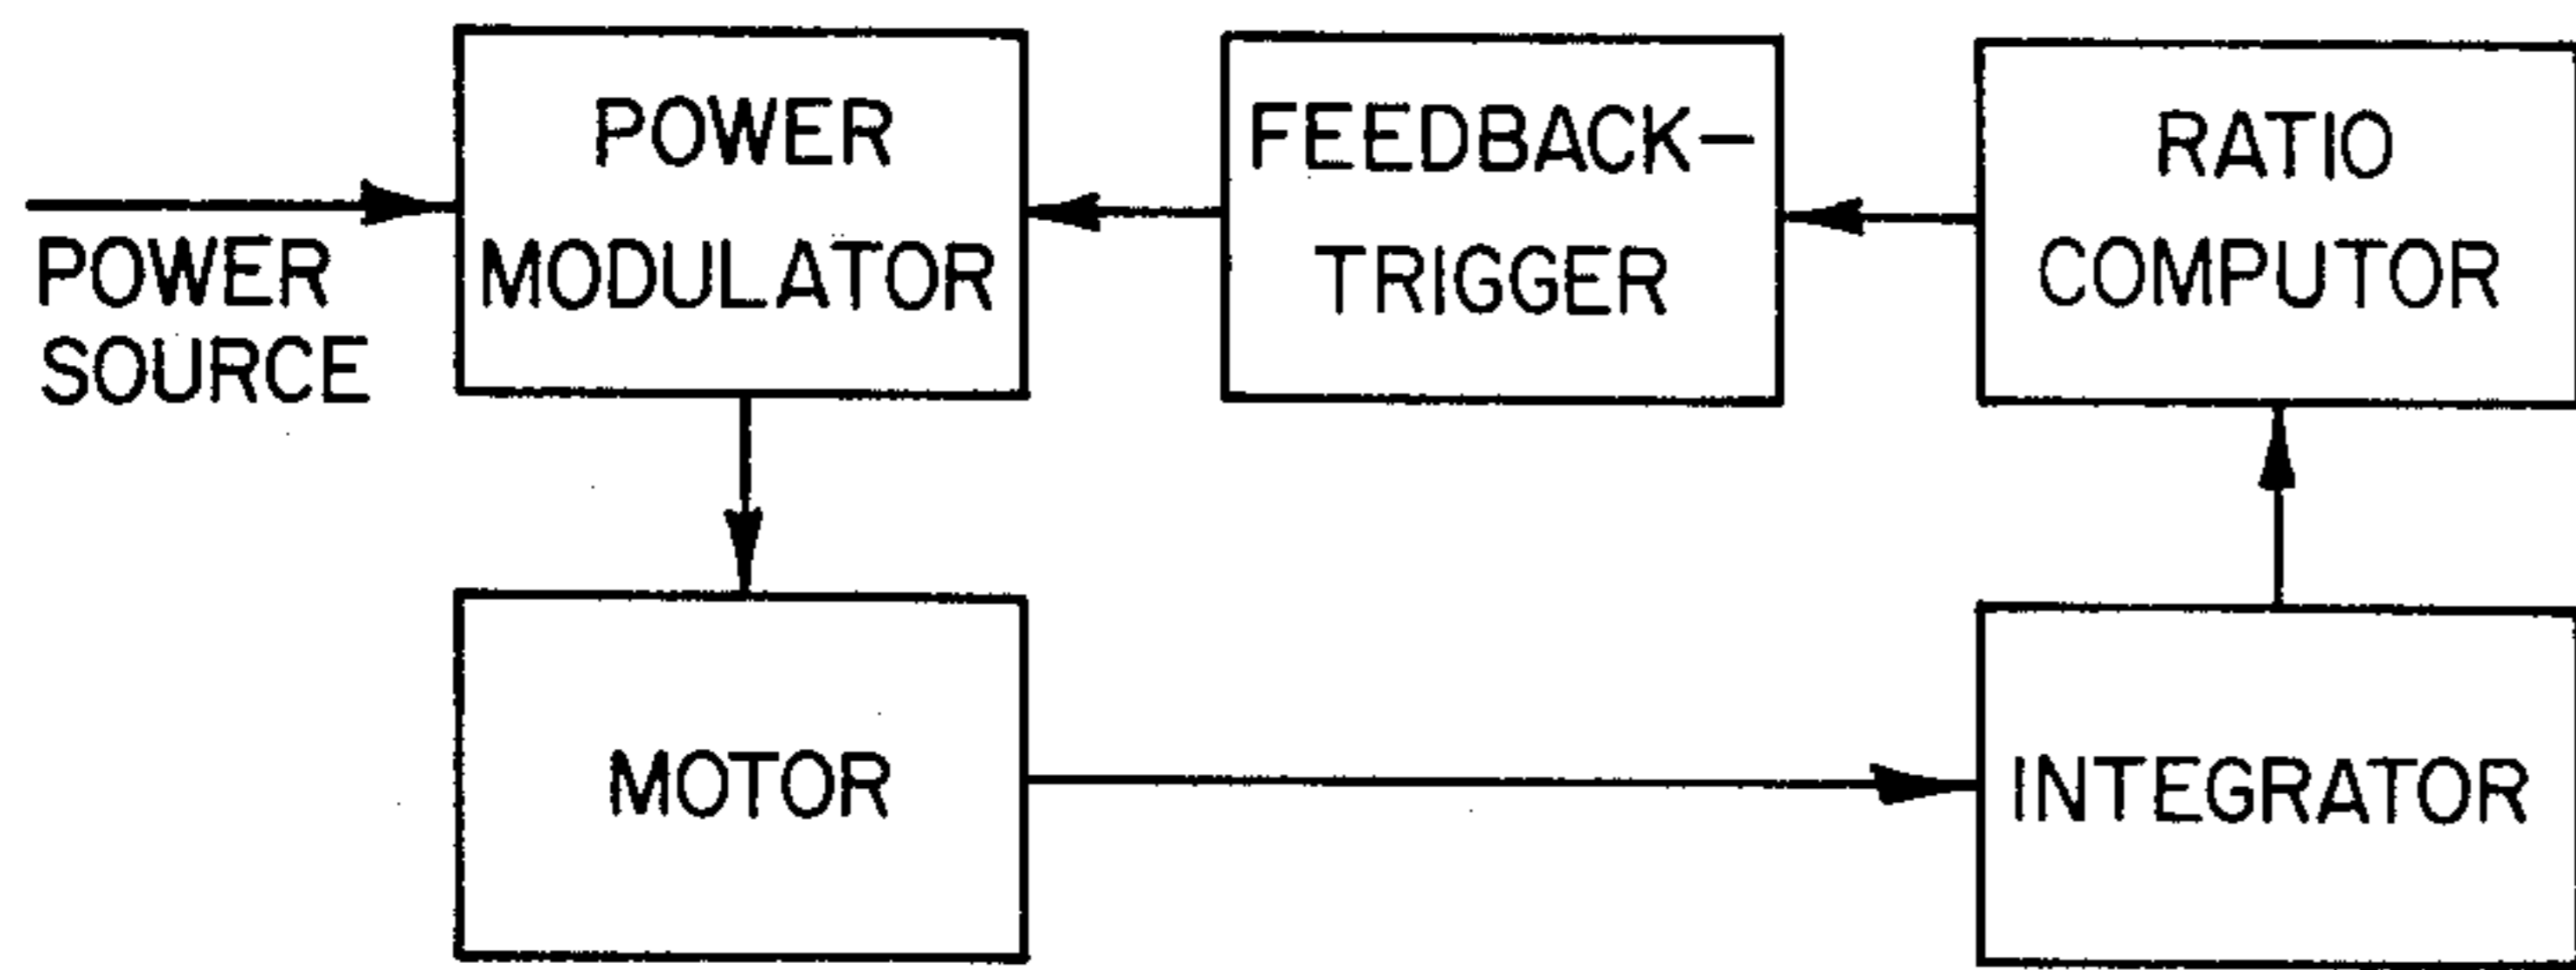 POWER
MODULATOR
FEEDBACK-
TRIGGER
RATIO
COMPUTOR
POWER
SOURCE
MOTOR
INTEGRATOR